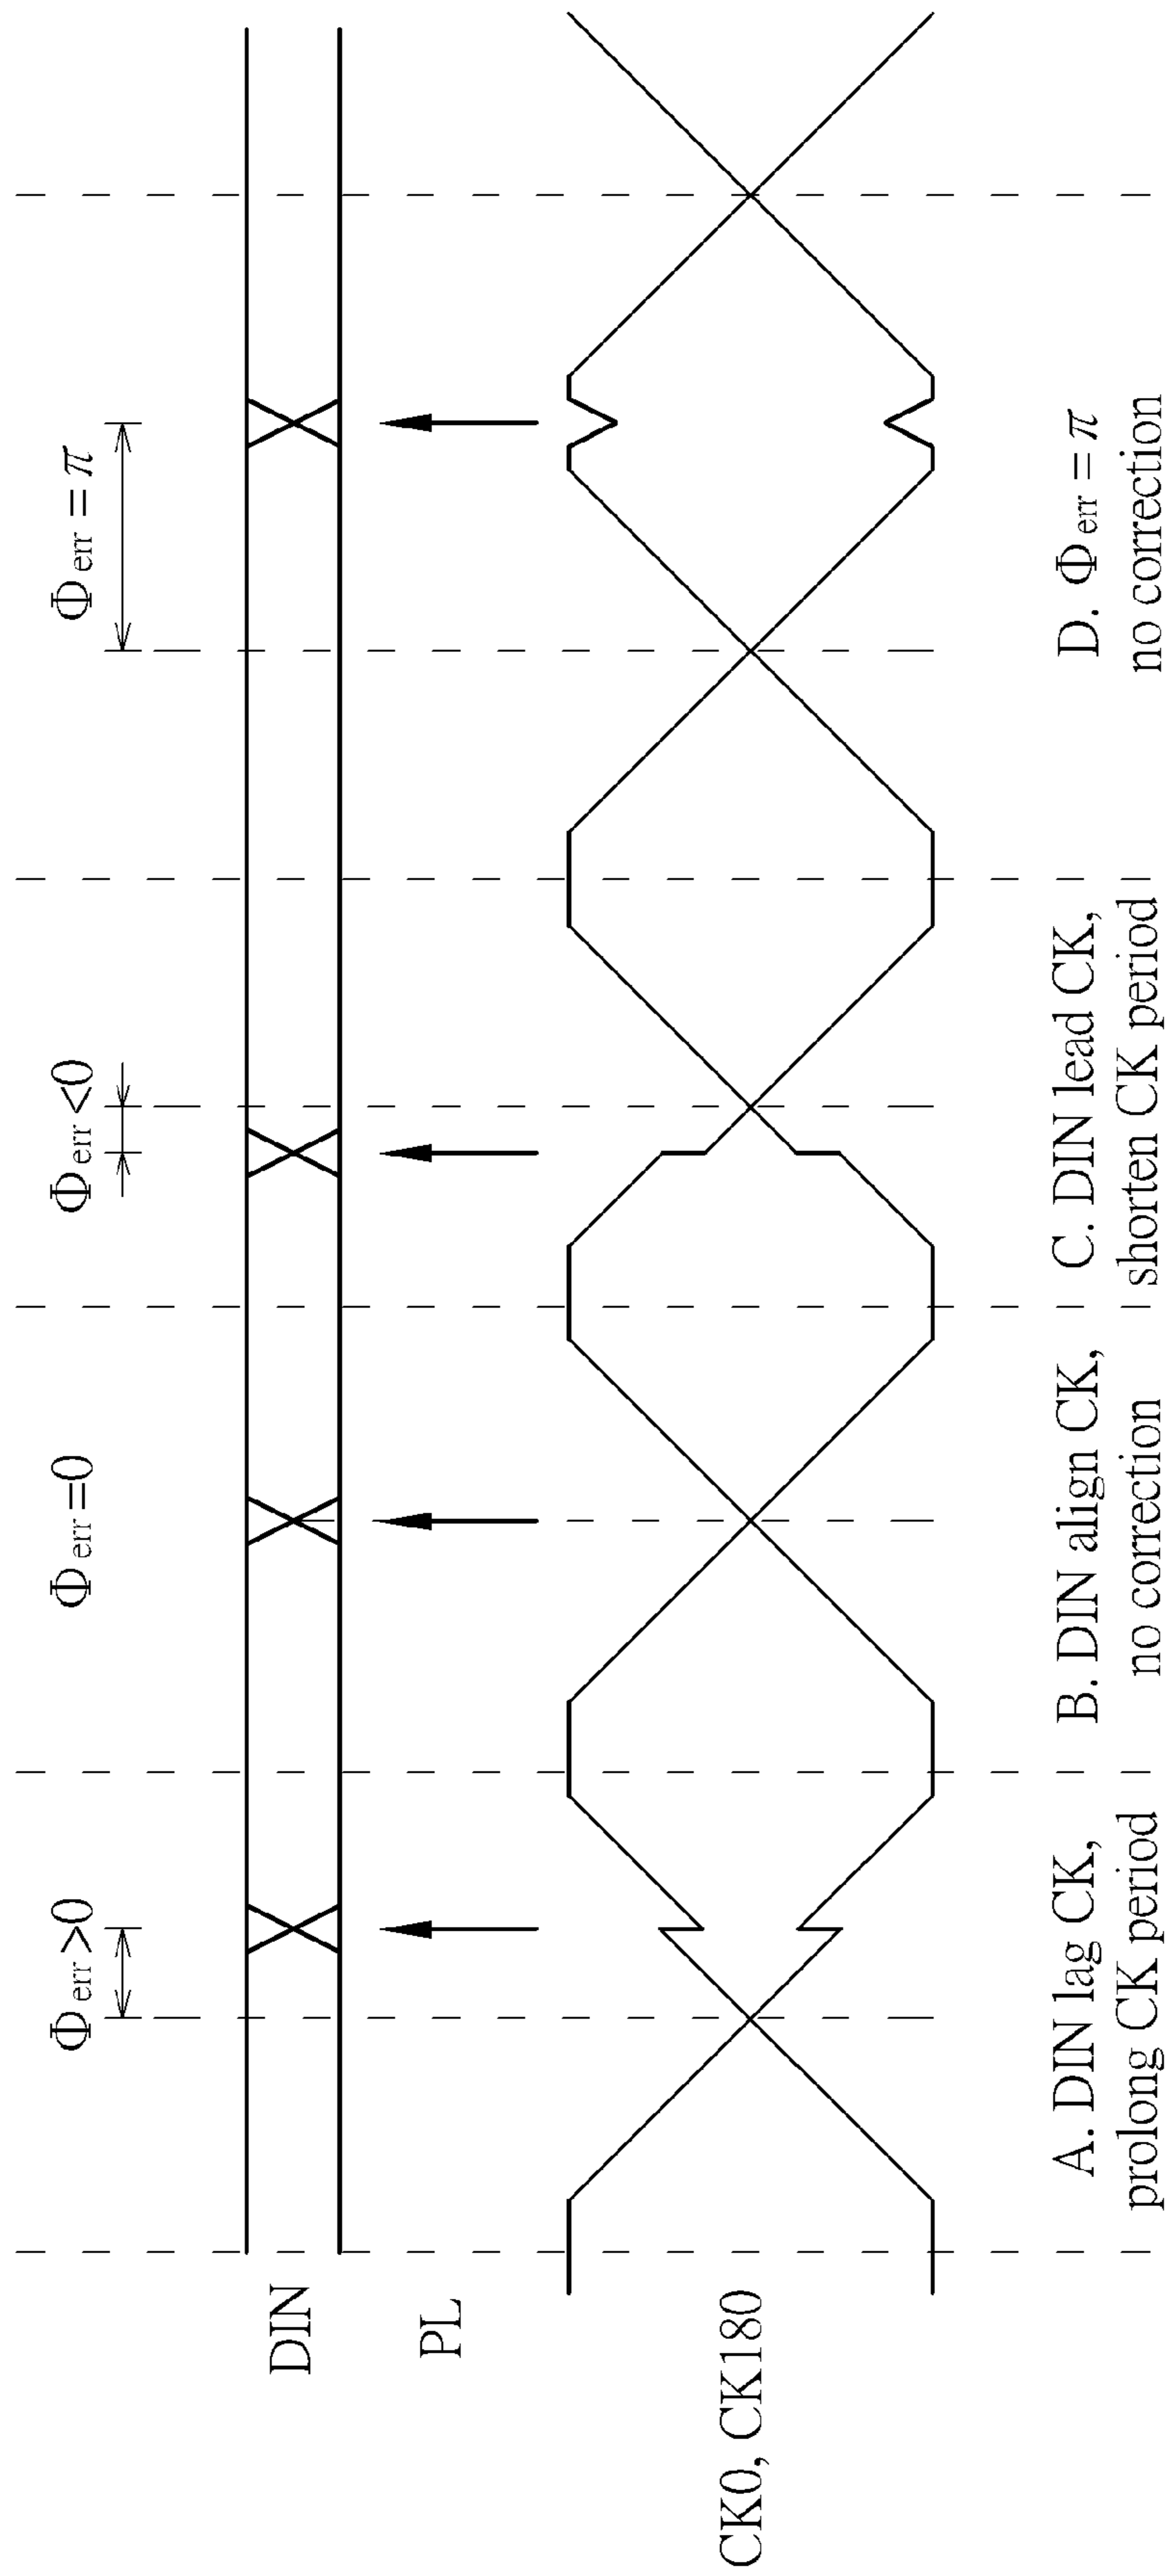 Φerr>0
Φerr=0
Φerr<0
Φerr=π
DIN
PL
CK0, CK180
A. DIN lag CK,
prolong CK period
B. DIN align CK,
no correction
C. DIN lead CK,
shorten CK period
D. Φerr=π
no correction